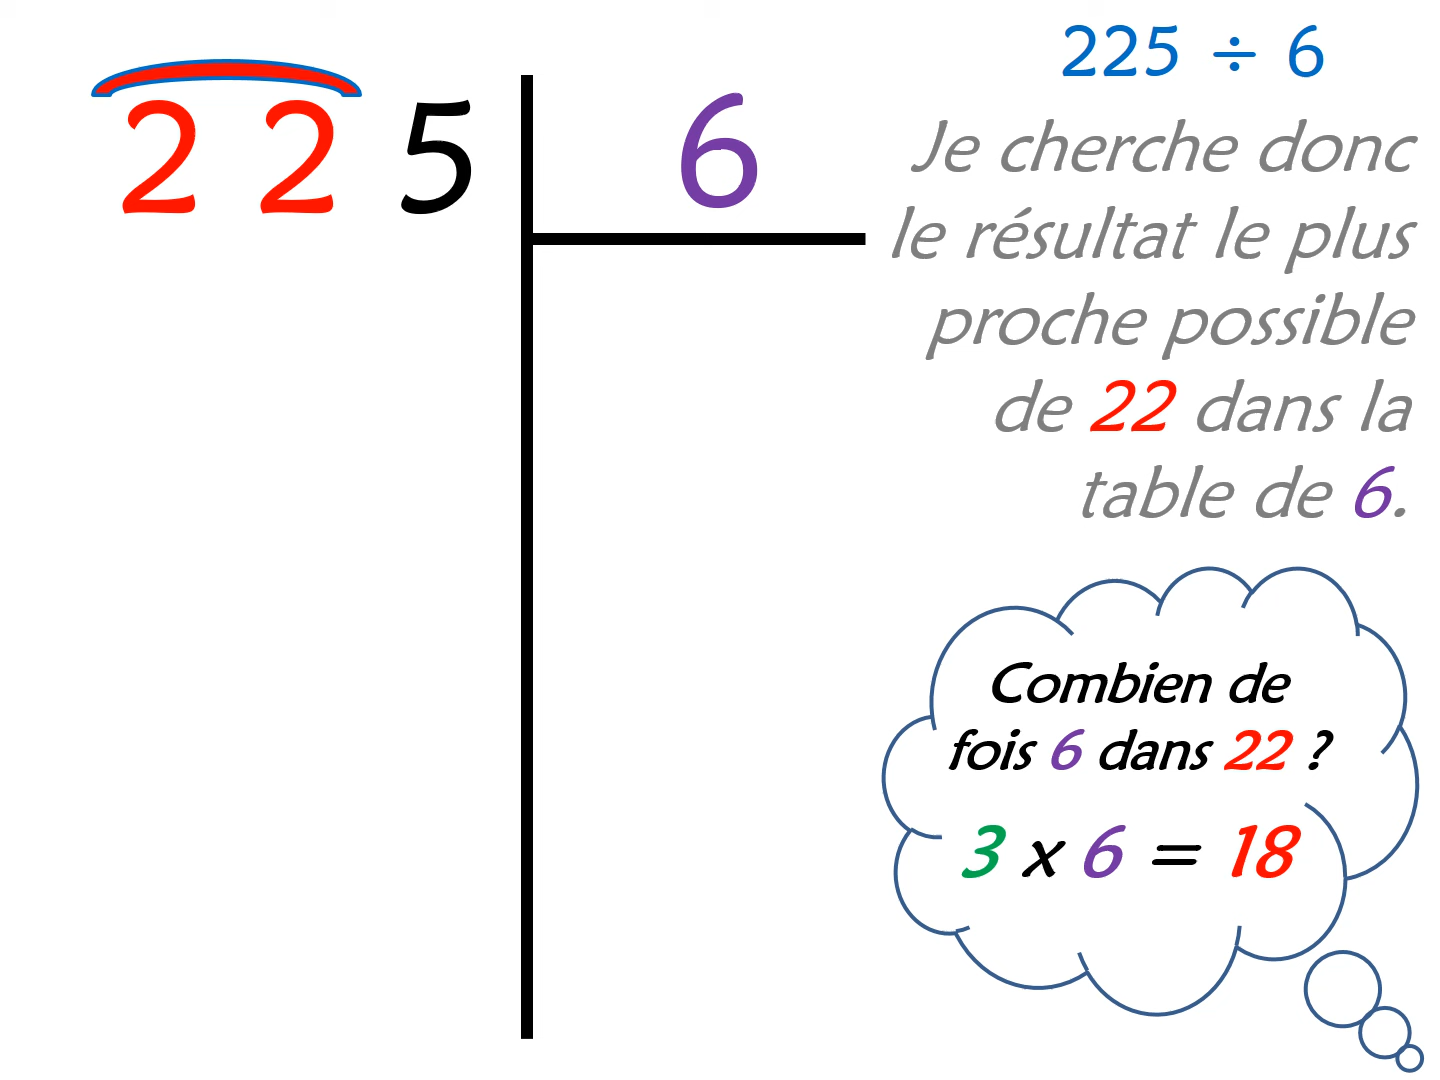 225 ÷ 6
2 2 5 6
Je cherche donc
le résultat le plus
proche possible
de 22 dans la
table de 6.
Combien de
fois 6 dans 22 ?
3 x 6 = 18